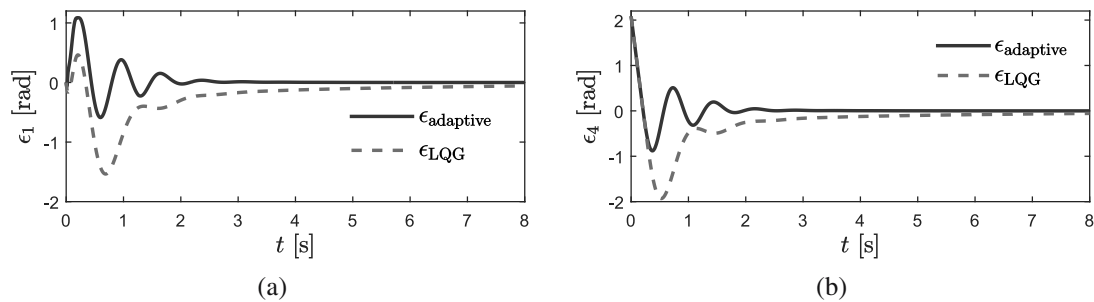 1
0
-1
-2
ϵ1 [rad]
ϵadaptive
ϵLQG
0 1 2 3 4 5 6 7 8
t [s]
(a)
2
1
0
-1
-2
ϵ4 [rad]
ϵadaptive
ϵLQG
0 1 2 3 4 5 6 7 8
t [s]
(b)